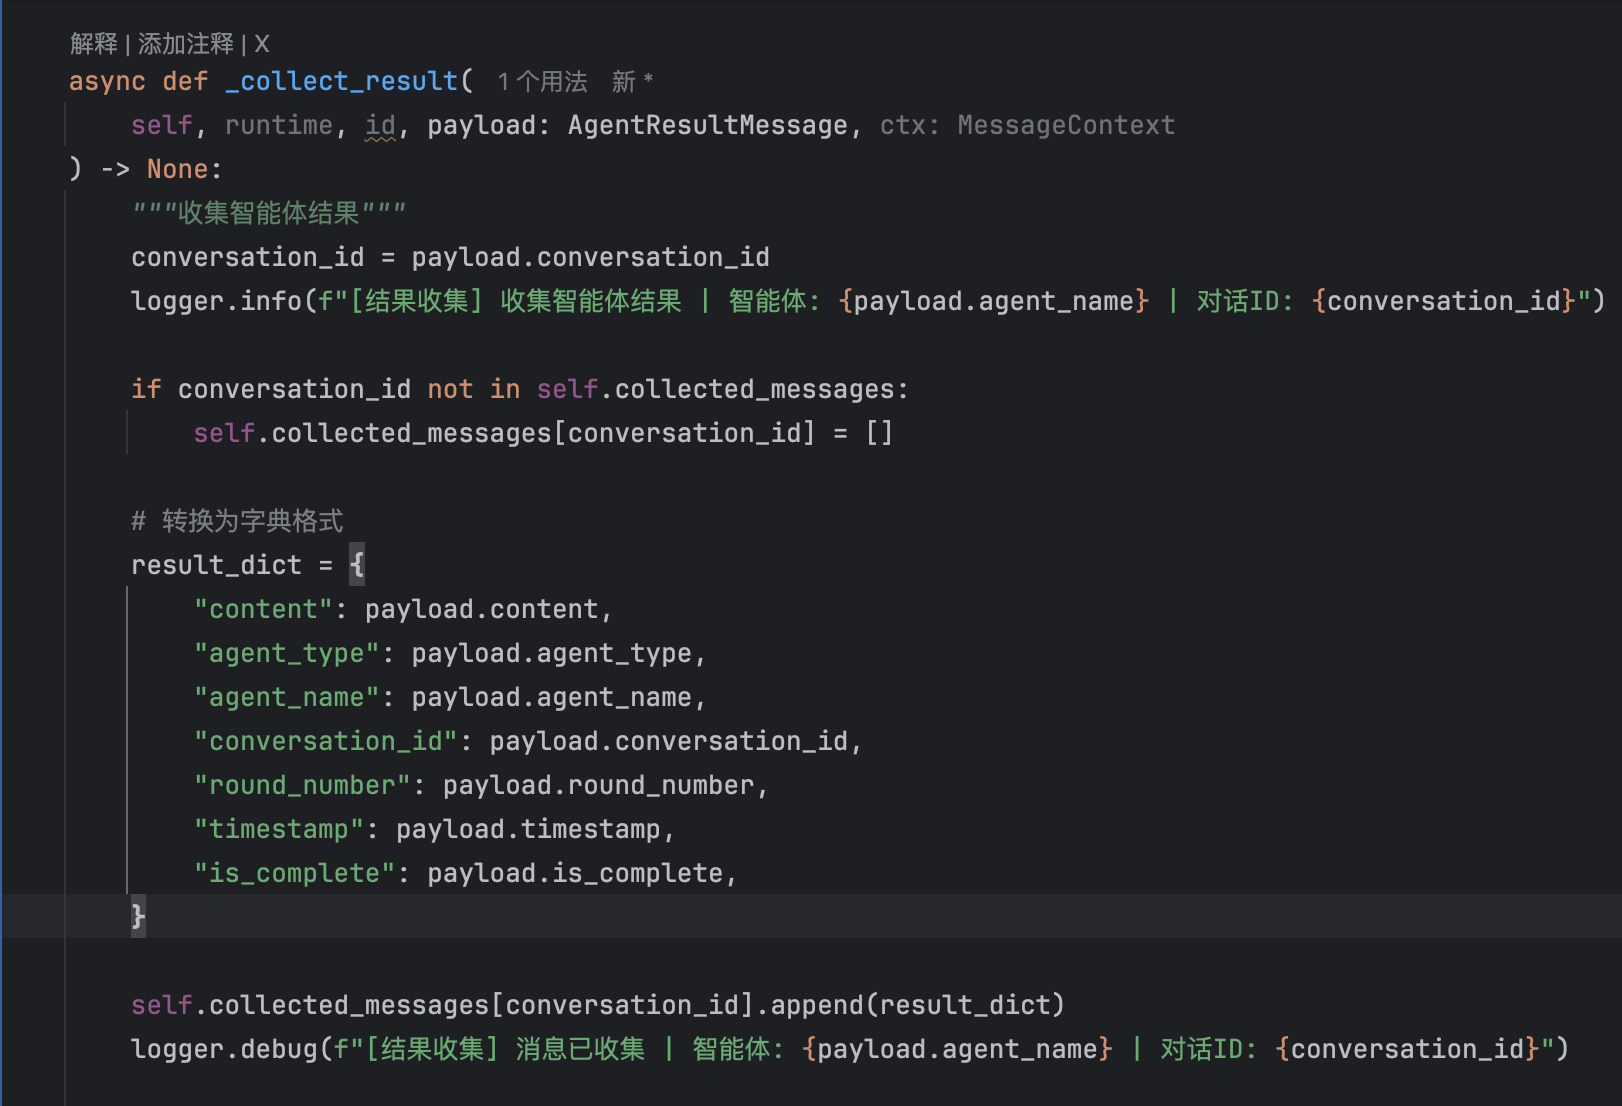 解释 | 添加注释 | X
async def _collect_result( 1个用法 新 *
self, runtime, id, payload: AgentResultMessage, ctx: MessageContext
) -> None:
"""收集智能体结果"""
conversation_id = payload.conversation_id
logger.info(f"[结果收集] 收集智能体结果 | 智能体: {payload.agent_name} | 对话ID: {conversation_id}")
if conversation_id not in self.collected_messages:
self.collected_messages[conversation_id] = []
# 转换为字典格式
result_dict = {
"content": payload.content,
"agent_type": payload.agent_type,
"agent_name": payload.agent_name,
"conversation_id": payload.conversation_id,
"round_number": payload.round_number,
"timestamp": payload.timestamp,
"is_complete": payload.is_complete,
}
self.collected_messages[conversation_id].append(result_dict)
logger.debug(f"[结果收集] 消息已收集 | 智能体: {payload.agent_name} | 对话ID: {conversation_id}")